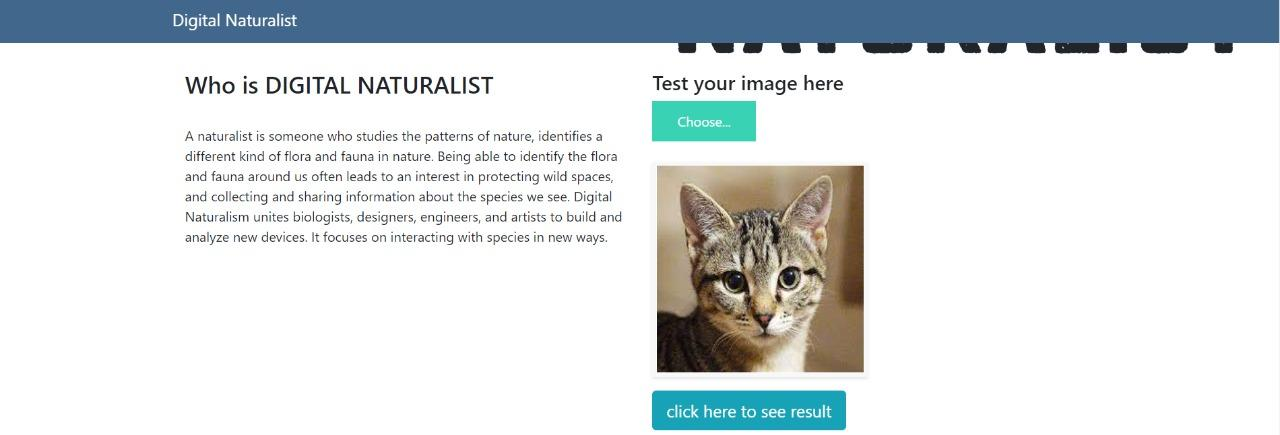 Digital Naturalist
Who is DIGITAL NATURALIST
A naturalist is someone who studies the patterns of nature, identifies a
different kind of flora and fauna in nature. Being able to identify the flora
and fauna around us often leads to an interest in protecting wild spaces,
and collecting and sharing information about the species we see. Digital
Naturalism unites biologists, designers, engineers, and artists to build and
analyze new devices. It focuses on interacting with species in new ways.
Test your image here
Choose...
click here to see result